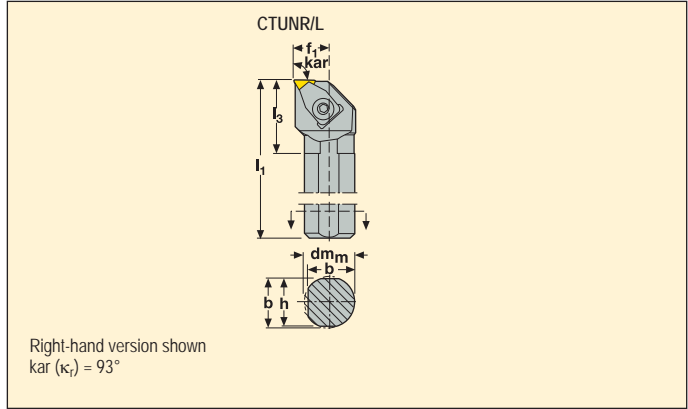 CTUNR/L
f₁
kar
l₃
l₁
dmₘ
b
b h
Right-hand version shown
kar (κᵣ) = 93°